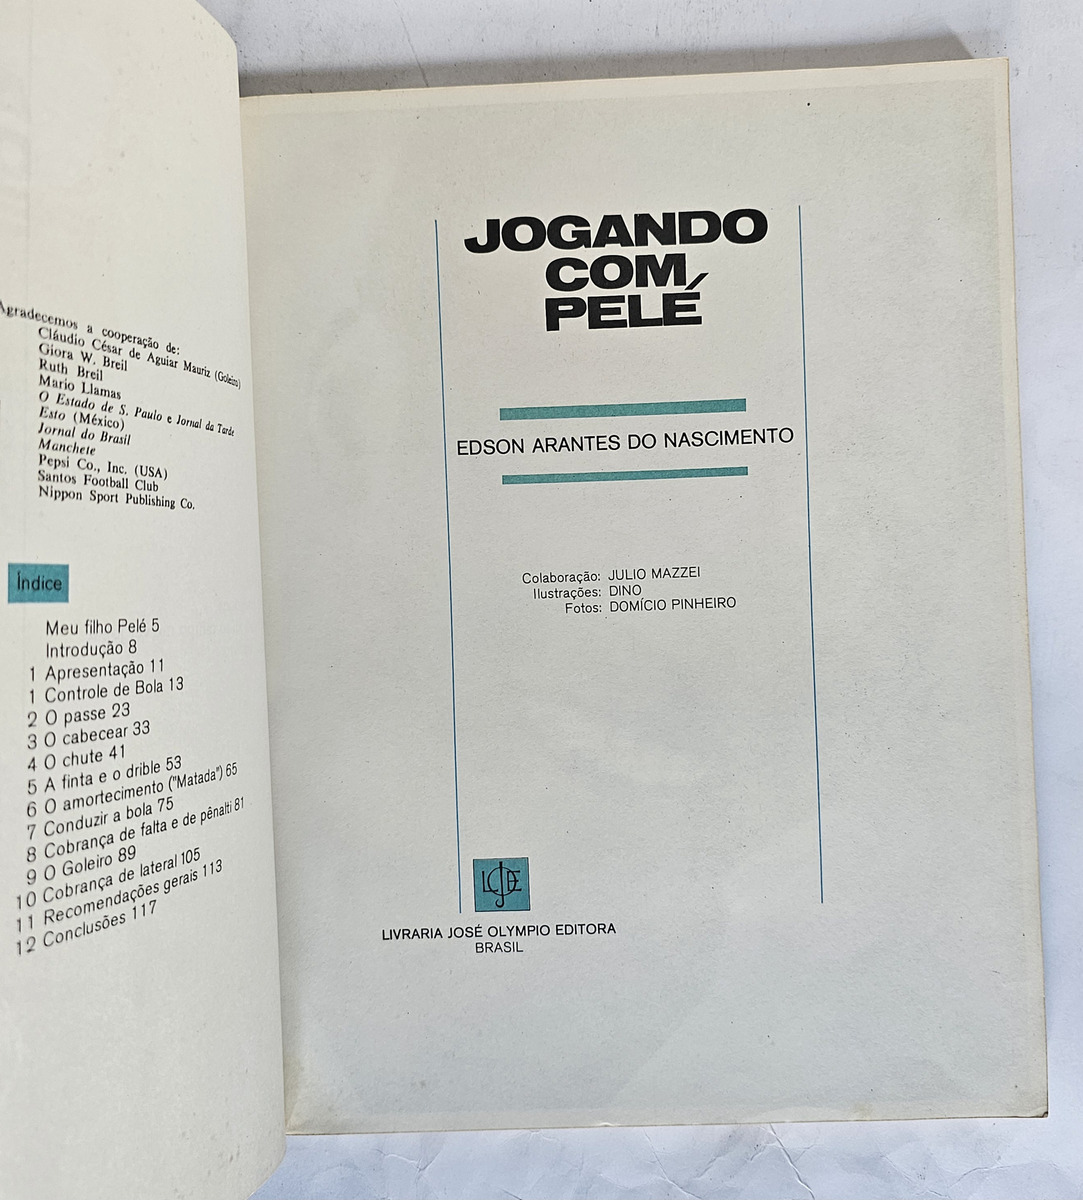 Agradecemos a cooperação de:
Cláudio César de Aguiar Mauriz (Goleiro)
Giora W. Breil
Ruth Breil
Mario Llamas
O Estado de S. Paulo e Jornal da Tarde
Esto (México)
Jornal do Brasil
Manchete
Pepsi Co., Inc. (USA)
Santos Football Club
Nippon Sport Publishing Co.
Índice
Meu filho Pelé 5
Introdução 8
1 Apresentação 11
1 Controle de Bola 13
2 O passe 23
3 O cabecear 33
4 O chute 41
5 A finta e o drible 53
6 O amortecimento ("Matada") 65
7 Conduzir a bola 75
8 Cobrança de falta e de pênalti 81
9 O Goleiro 89
10 Cobrança de lateral 105
11 Recomendações gerais 113
12 Conclusões 117
JOGANDO
COM
PELÉ
EDSON ARANTES DO NASCIMENTO
Colaboração: JULIO MAZZEI
Ilustrações: DINO
Fotos: DOMÍCIO PINHEIRO
LIVRARIA JOSÉ OLYMPIO EDITORA
BRASIL